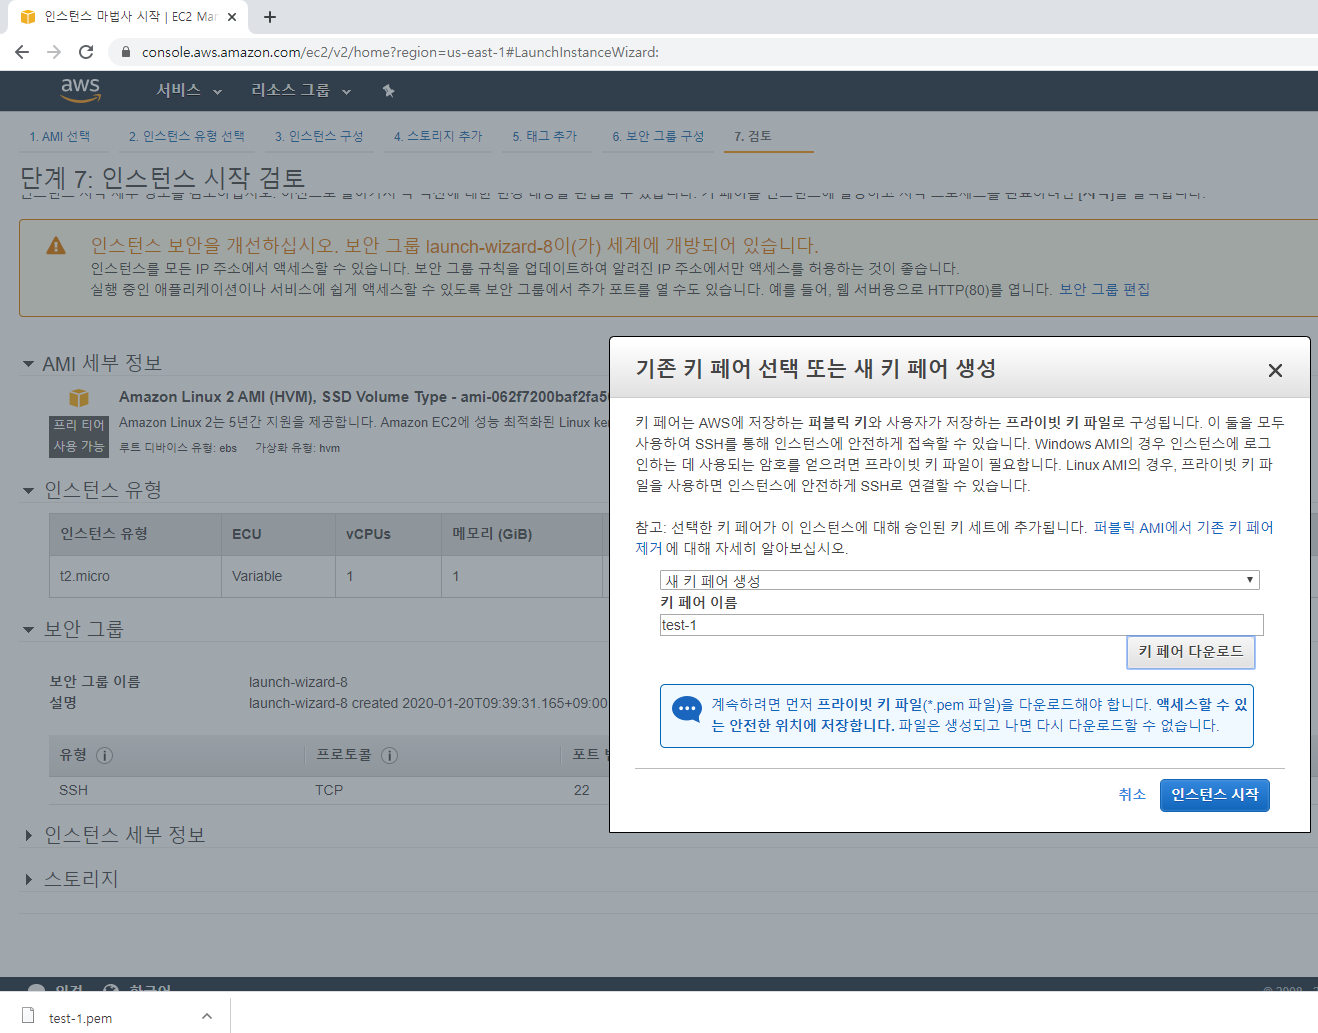 인스턴스 마법사 시작 | EC2 Mar
console.aws.amazon.com/ec2/v2/home?region=us-east-1#LaunchInstanceWizard:
aws 서비스 리소스 그룹
1. AMI 선택 2. 인스턴스 유형 선택 3. 인스턴스 구성 4. 스토리지 추가 5. 태그 추가 6. 보안 그룹 구성 7. 검토
단계 7: 인스턴스 시작 검토
인스턴스 보안을 개선하십시오. 보안 그룹 launch-wizard-8이(가) 세계에 개방되어 있습니다.
인스턴스를 모든 IP 주소에서 액세스할 수 있습니다. 보안 그룹 규칙을 업데이트하여 알려진 IP 주소에서만 액세스를 허용하는 것이 좋습니다.
실행 중인 애플리케이션이나 서비스에 쉽게 액세스할 수 있도록 보안 그룹에서 추가 포트를 열 수도 있습니다. 예를 들어, 웹 서버용으로 HTTP(80)를 엽니다. 보안 그룹 편집
AMI 세부 정보
Amazon Linux 2 AMI (HVM), SSD Volume Type - ami-062f7200baf2fa5
프리 티어
사용 가능
Amazon Linux 2는 5년간 지원을 제공합니다. Amazon EC2에 성능 최적화된 Linux ker
루트 디바이스 유형: ebs 가상화 유형: hvm
인스턴스 유형
인스턴스 유형 ECU vCPUs 메모리 (GiB)
t2.micro Variable 1 1
보안 그룹
보안 그룹 이름 launch-wizard-8
설명 launch-wizard-8 created 2020-01-20T09:39:31.165+09:00
유형 프로토콜 포트
SSH TCP 22
인스턴스 세부 정보
스토리지
기존 키 페어 선택 또는 새 키 페어 생성
키 페어는 AWS에 저장하는 퍼블릭 키와 사용자가 저장하는 프라이빗 키 파일로 구성됩니다. 이 둘을 모두
사용하여 SSH를 통해 인스턴스에 안전하게 접속할 수 있습니다. Windows AMI의 경우 인스턴스에 로그
인하는 데 사용되는 암호를 얻으려면 프라이빗 키 파일이 필요합니다. Linux AMI의 경우, 프라이빗 키 파
일을 사용하면 인스턴스에 안전하게 SSH로 연결할 수 있습니다.
참고: 선택한 키 페어가 이 인스턴스에 대해 승인된 키 세트에 추가됩니다. 퍼블릭 AMI에서 기존 키 페어
제거 에 대해 자세히 알아보십시오.
새 키 페어 생성
키 페어 이름
test-1
키 페어 다운로드
계속하려면 먼저 프라이빗 키 파일(*.pem 파일)을 다운로드해야 합니다. 액세스할 수 있
는 안전한 위치에 저장합니다. 파일은 생성되고 나면 다시 다운로드할 수 없습니다.
취소 인스턴스 시작
한국어
test-1.pem